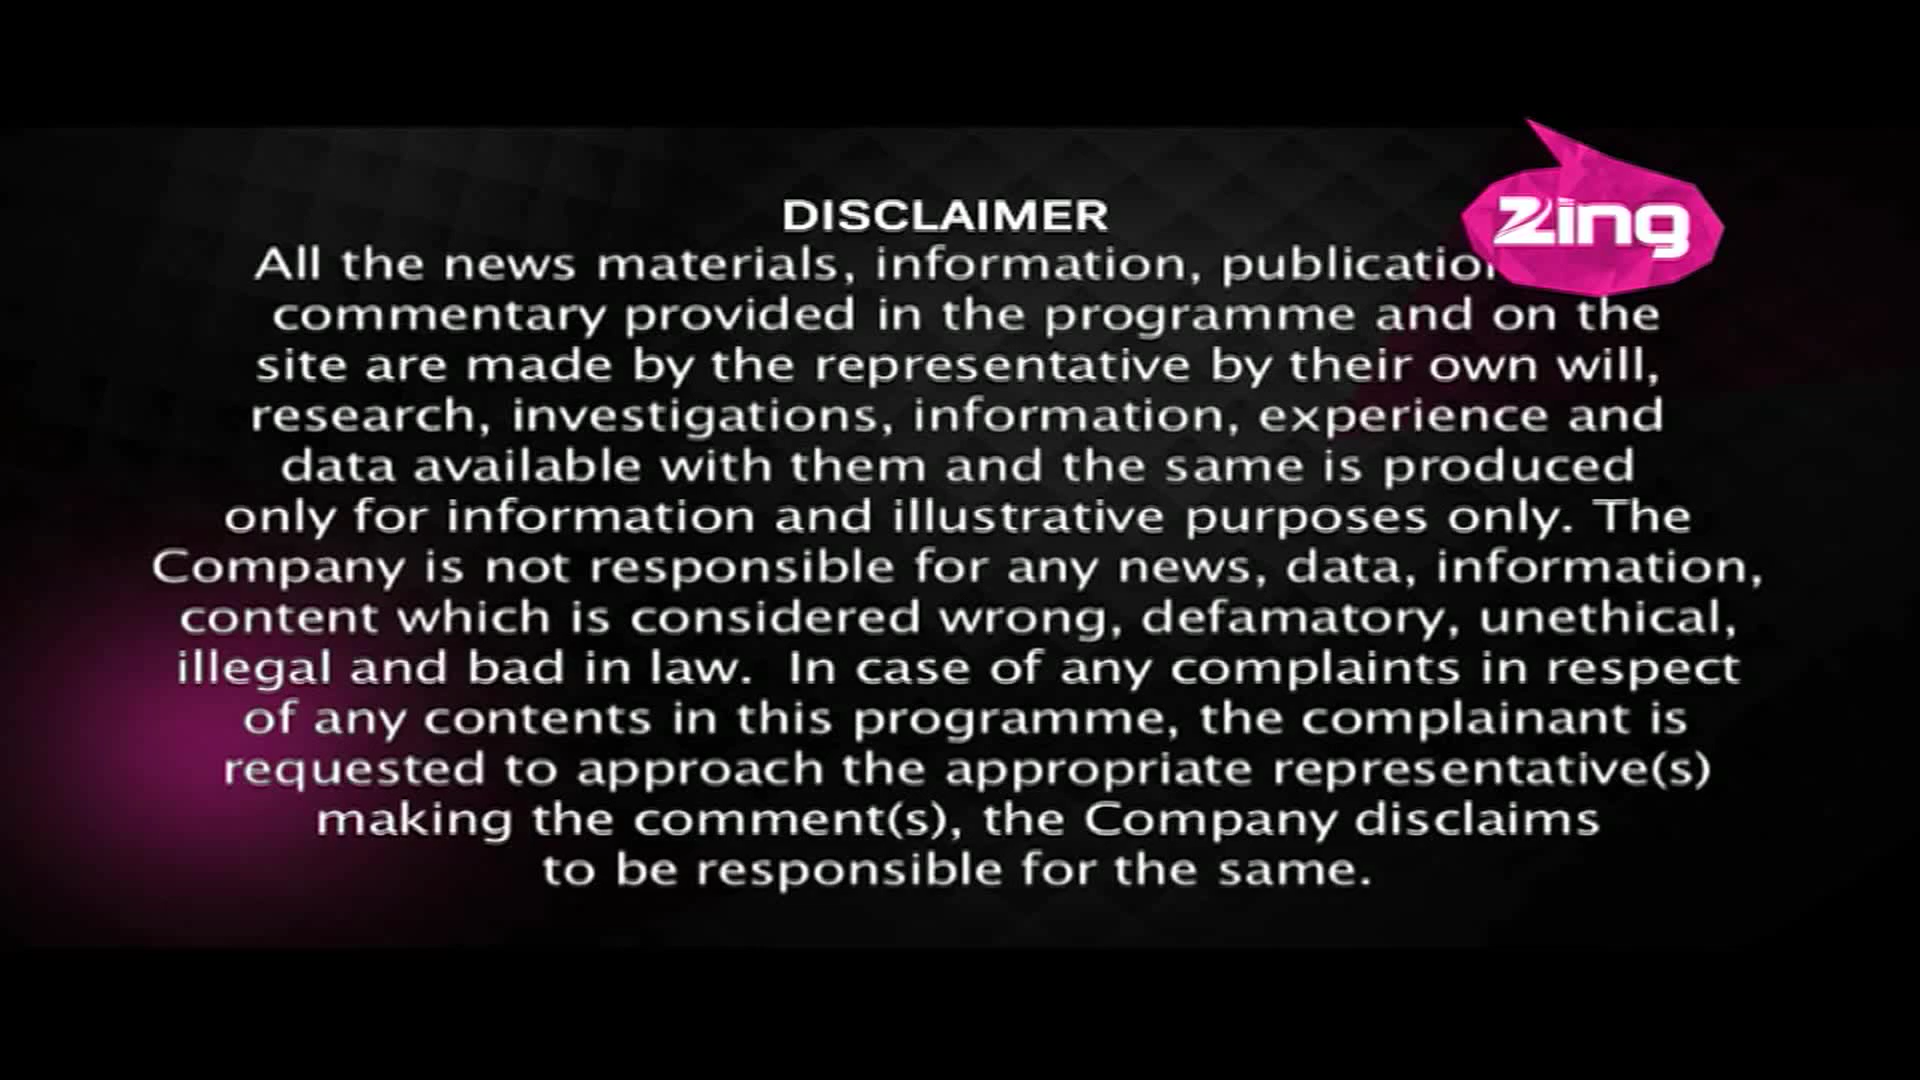 DISCLAIMER
Zing
All the news materials, information,
commentary provided in the programme and on the
site are made by the representative by their own will,
research, investigations, information, experience and
data available with them and the same is produced
only for information and illustrative purposes only. The
Company is not responsible for any news, data, information,
content which is considered wrong, defamatory, unethical,
illegal and bad in law.  In case of any complaints in respect
of any contents in this programme, the complainant is
requested to approach the appropriate representative(s)
making the comment(s), the Company disclaims
to be responsible for the same.